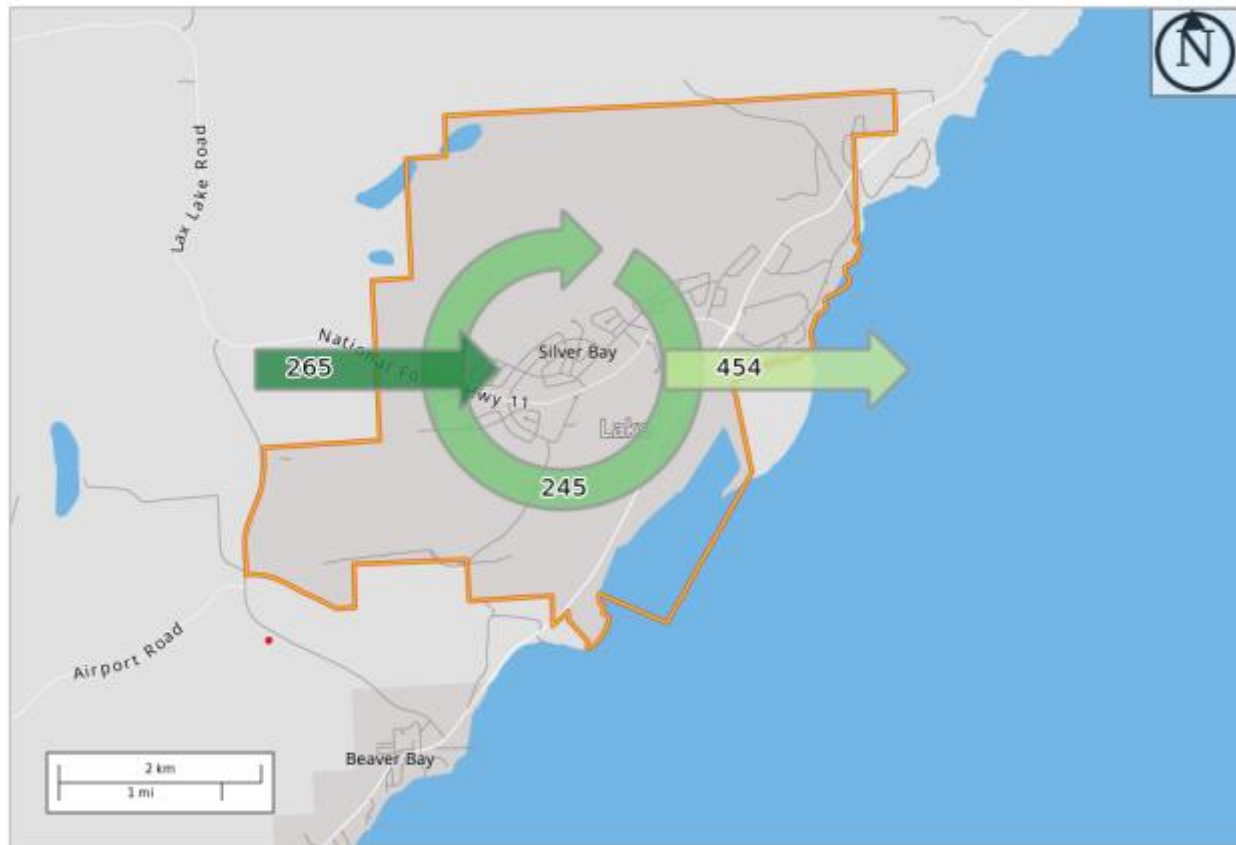 N
Lax Lake Road
National Fo
wy 11
Silver Bay
265
454
Lake
245
Airport Road
Beaver Bay
2 km
1 mi